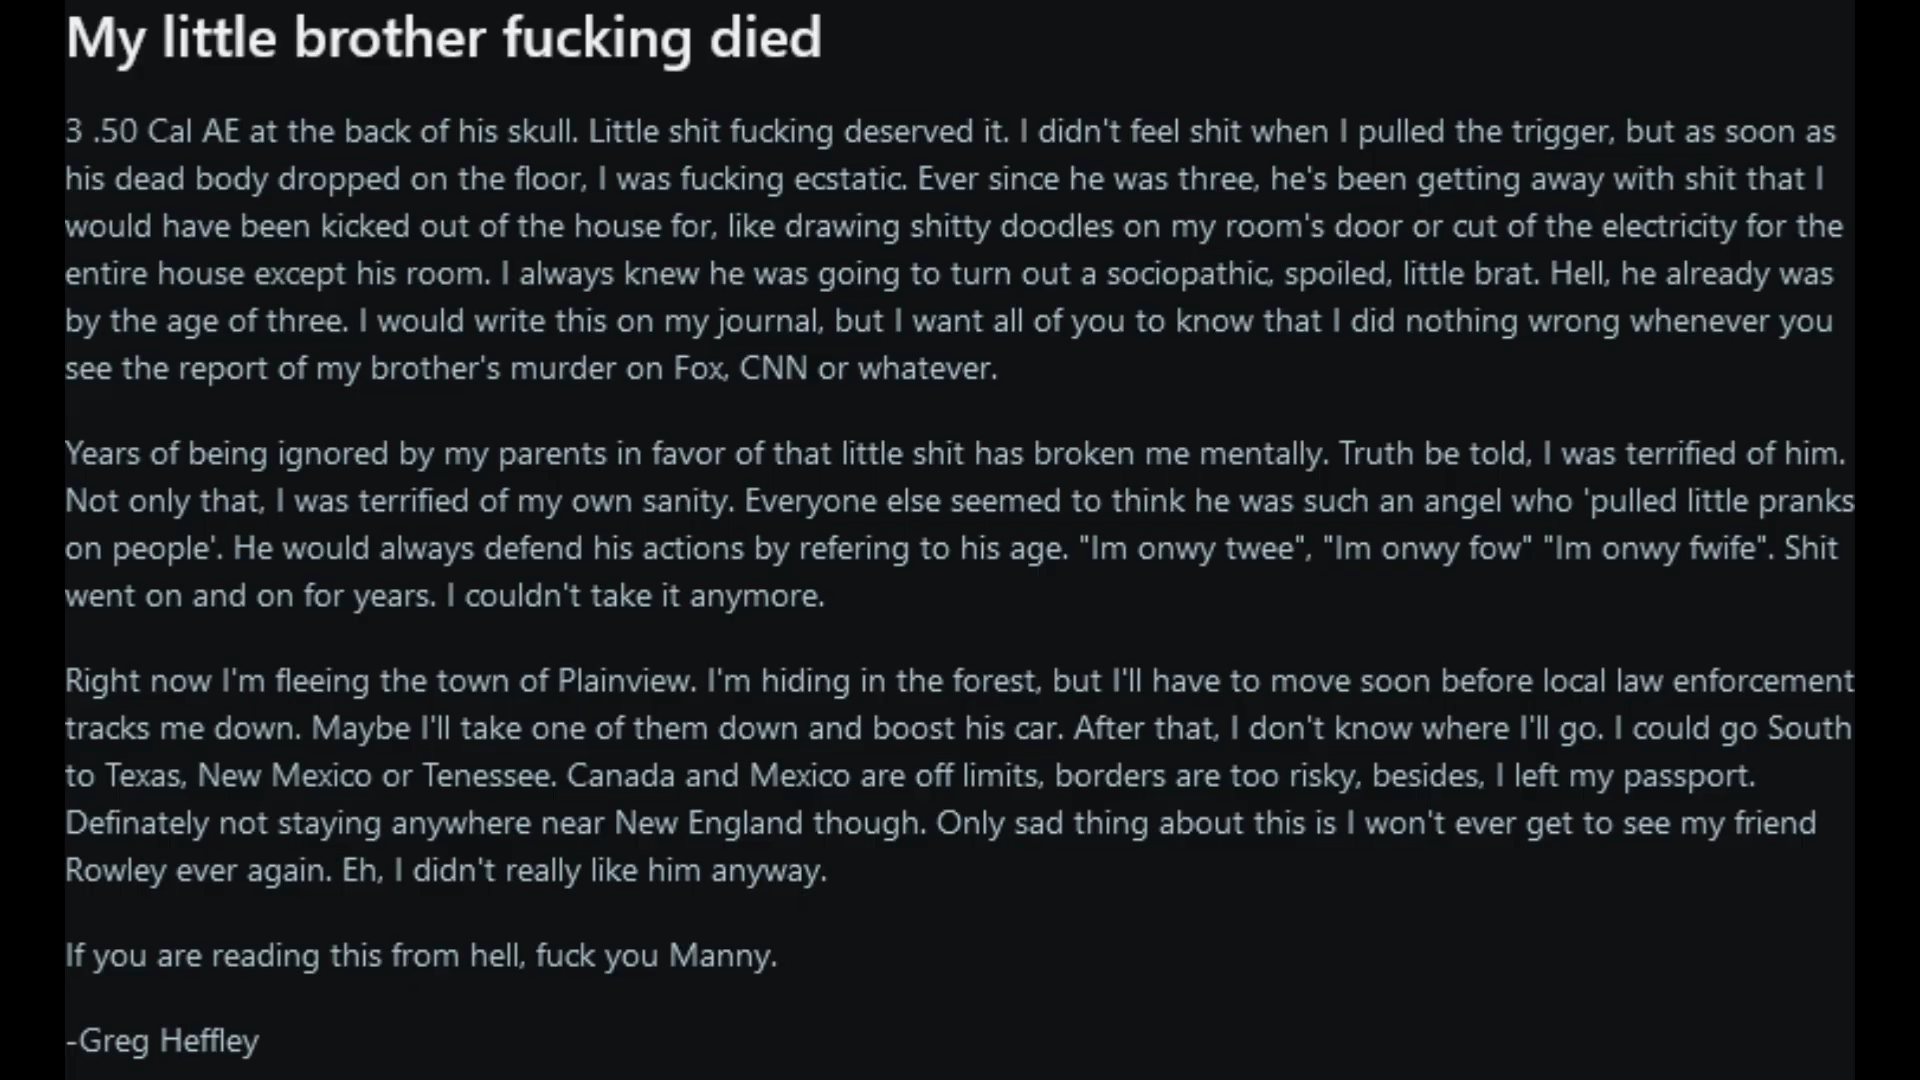 My little brother fucking died
3 .50 Cal AE at the back of his skull. Little shit fucking deserved it. I didn't feel shit when I pulled the trigger, but as soon as
his dead body dropped on the floor, I was fucking ecstatic. Ever since he was three, he's been getting away with shit that I
would have been kicked out of the house for, like drawing shitty doodles on my room's door or cut of the electricity for the
entire house except his room. I always knew he was going to turn out a sociopathic, spoiled, little brat. Hell, he already was
by the age of three. I would write this on my journal, but I want all of you to know that I did nothing wrong whenever you
see the report of my brother's murder on Fox, CNN or whatever.
Years of being ignored by my parents in favor of that little shit has broken me mentally. Truth be told, I was terrified of him.
Not only that, I was terrified of my own sanity. Everyone else seemed to think he was such an angel who 'pulled little pranks
on people'. He would always defend his actions by refering to his age. "Im onwy twee", "Im onwy fow" "Im onwy fwife". Shit
went on and on for years. I couldn't take it anymore.
Right now I'm fleeing the town of Plainview. I'm hiding in the forest, but I'll have to move soon before local law enforcement
tracks me down. Maybe I'll take one of them down and boost his car. After that, I don't know where I'll go. I could go South
to Texas, New Mexico or Tenessee. Canada and Mexico are off limits, borders are too risky, besides, I left my passport.
Definately not staying anywhere near New England though. Only sad thing about this is I won't ever get to see my friend
Rowley ever again. Eh, I didn't really like him anyway.
If you are reading this from hell, fuck you Manny.
-Greg Heffley